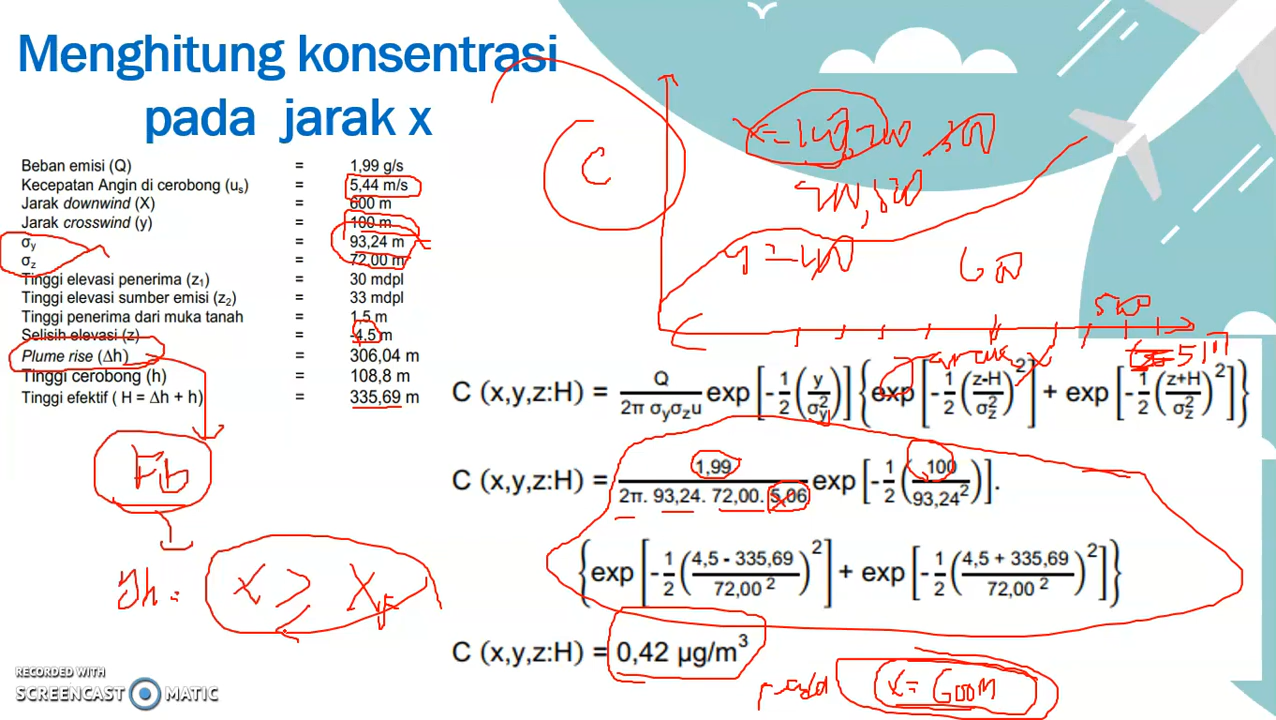 Menghitung konsentrasi
pada jarak x
Beban emisi (Q) = 1,99 g/s
Kecepatan Angin di cerobong (us) = 5,44 m/s
Jarak downwind (X) = 600 m
Jarak crosswind (y) = 100 m
σy = 93,24 m
σz = 72,00 m
Tinggi elevasi penerima (z1) = 30 mdpl
Tinggi elevasi sumber emisi (z2) = 33 mdpl
Tinggi penerima dari muka tanah = 1,5 m
Selisih elevasi (z) = -4,5 m
Plume rise (Δh) = 306,04 m
Tinggi cerobong (h) = 108,8 m
Tinggi efektif ( H = Δh + h) = 335,69 m
C
600
500
C (x,y,z:H) = Q / 2π σyσzu exp[-1/2 (y/σy²)] {exp[-1/2 (z-H/σz²)²] + exp[-1/2 (z+H/σz²)²]}
C (x,y,z:H) = 1,99 / 2π. 93,24. 72,00. 5,06 exp[-1/2 (100/93,24²)].
{exp[-1/2 (4,5 - 335,69/72,00²)²] + exp[-1/2 (4,5 + 335,69/72,00²)²]}
C (x,y,z:H) = 0,42 µg/m³
Fb
x ≥ xf
pada x = 600M
RECORDED WITH
SCREENCAST MATIC